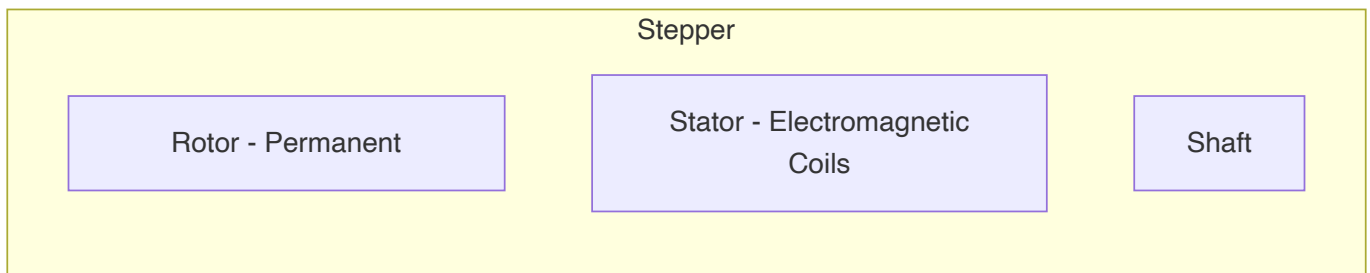 Stepper
Rotor - Permanent
Stator - Electromagnetic
Coils
Shaft